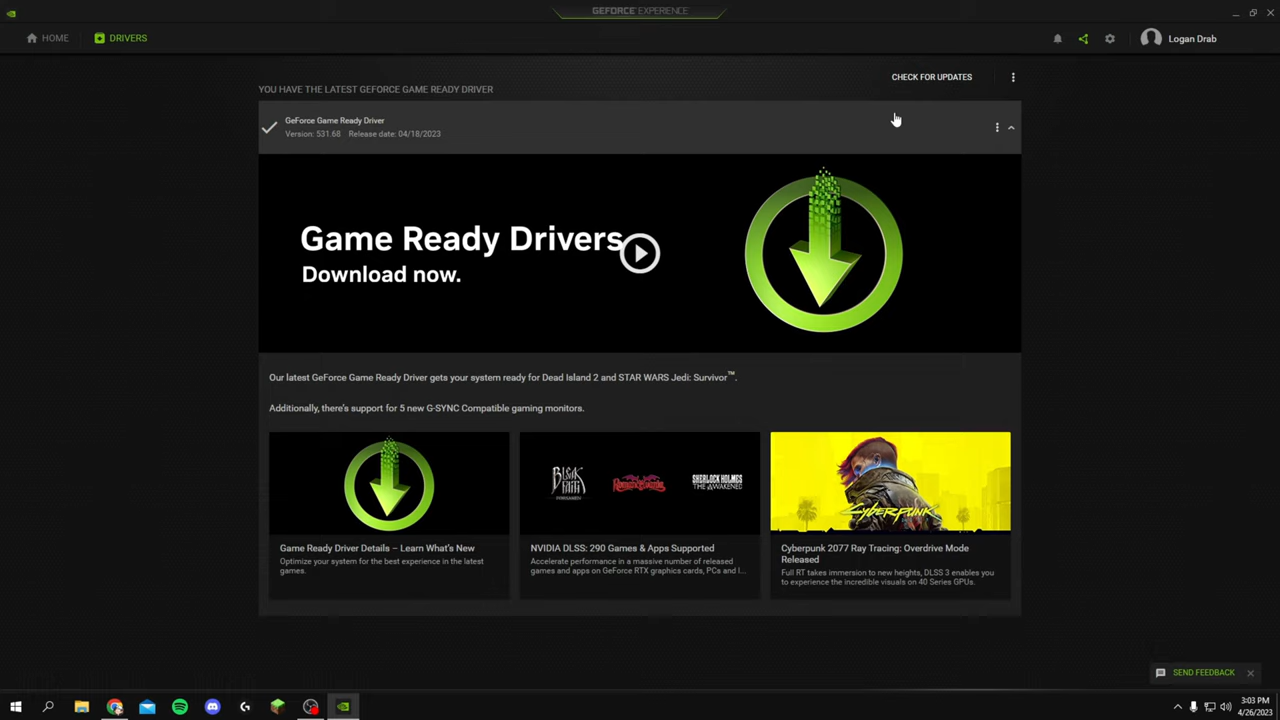 GEFORCE EXPERIENCE
HOME
DRIVERS
Logan Drab
CHECK FOR UPDATES
YOU HAVE THE LATEST GEFORCE GAME READY DRIVER
GeForce Game Ready Driver
Version: 531.68 Release date: 04/18/2023
Game Ready Drivers
Download now.
Our latest GeForce Game Ready Driver gets your system ready for Dead Island 2 and STAR WARS Jedi: Survivor™.
Additionally, there's support for 5 new G-SYNC Compatible gaming monitors.
BLEAK FAITH
SHERLOCK HOLMES
THE AWAKENED
CYBERPUNK
Game Ready Driver Details – Learn What's New
Optimize your system for the best experience in the latest
games.
NVIDIA DLSS: 290 Games & Apps Supported
Accelerate performance in a massive number of released
games and apps on GeForce RTX graphics cards, PCs and l...
Cyberpunk 2077 Ray Tracing: Overdrive Mode
Released
Full RT takes immersion to new heights, DLSS 3 enables you
to experience the incredible visuals on 40 Series GPUs.
SEND FEEDBACK
3:03 PM
4/26/2023